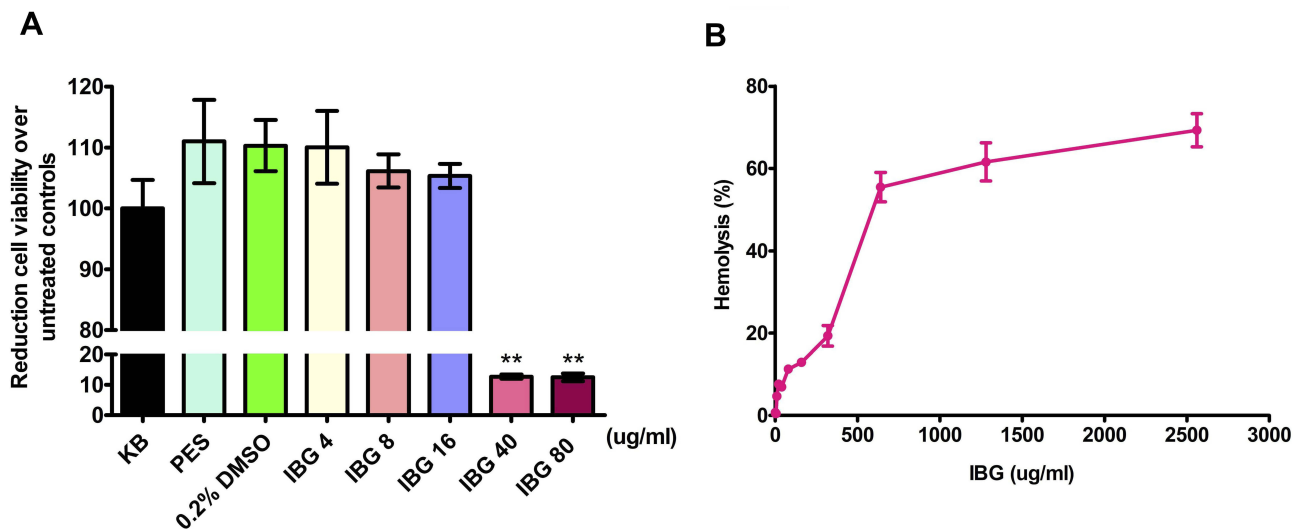 A
Reduction cell viability over
untreated controls
120
110
100
90
80
20
10
0
** **
KB PES 0.2% DMSO IBG 4 IBG 8 IBG 16 IBG 40 IBG 80 (ug/ml)
B
Hemolysis (%)
80
60
40
20
0
0 500 1000 1500 2000 2500 3000
IBG (ug/ml)